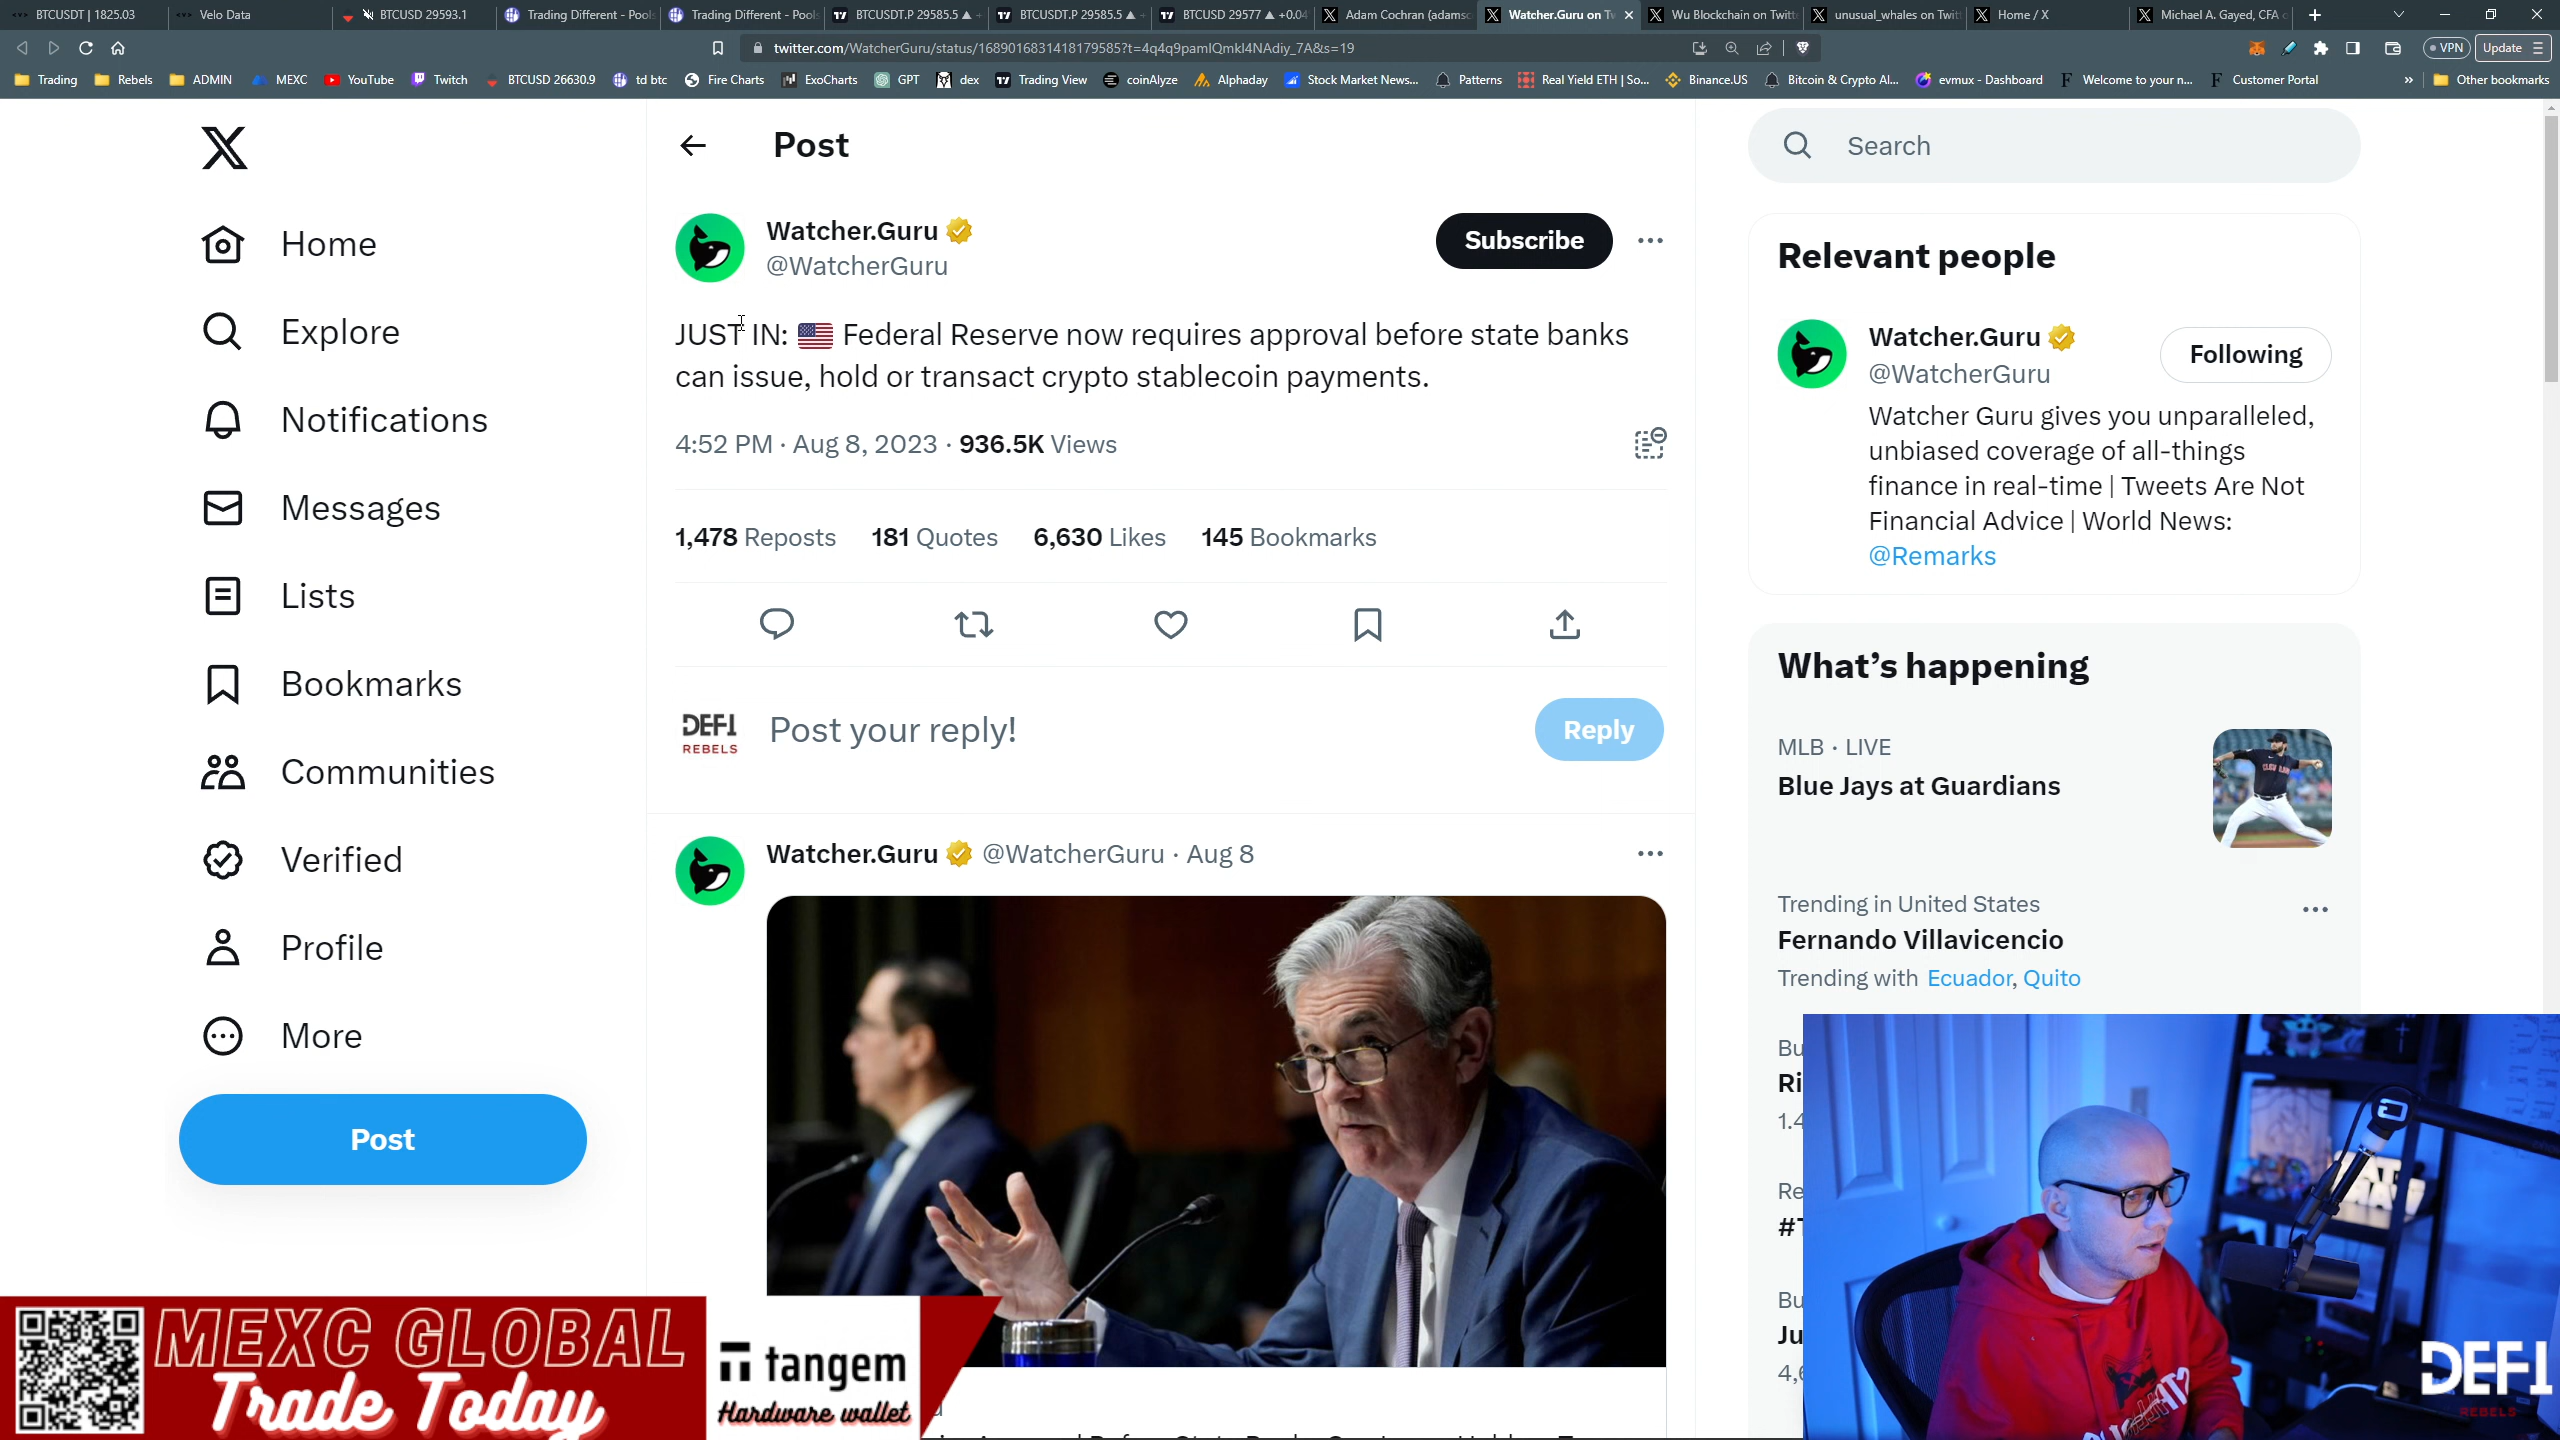 BTCUSDT | 1825.03
Velo Data
BTCUSD 29593.1
Trading Different - Pools
Trading Different - Pools
BTCUSDT.P 29585.5 ▲
BTCUSDT.P 29585.5 ▲
BTCUSD 29577 ▲ +0.04
Adam Cochran (adamsc
Watcher.Guru on Tw
Wu Blockchain on Twitt
unusual_whales on Twit
Home / X
Michael A. Gayed, CFA
twitter.com/WatcherGuru/status/1689016831418179585?t=4q4q9pamIQmkl4NAdiy_7A&s=19
VPN
Update
Trading
Rebels
ADMIN
MEXC
YouTube
Twitch
BTCUSD 26630.9
td btc
Fire Charts
ExoCharts
GPT
dex
Trading View
coinAlyze
Alphaday
Stock Market News...
Patterns
Real Yield ETH | So...
Binance.US
Bitcoin & Crypto Al...
evmux - Dashboard
Welcome to your n...
Customer Portal
»
Other bookmarks
Home
Explore
Notifications
Messages
Lists
Bookmarks
Communities
Verified
Profile
More
Post
Post
Watcher.Guru
@WatcherGuru
Subscribe
JUST IN: 🇺🇸 Federal Reserve now requires approval before state banks
can issue, hold or transact crypto stablecoin payments.
4:52 PM · Aug 8, 2023 · 936.5K Views
1,478 Reposts 181 Quotes 6,630 Likes 145 Bookmarks
DEFI
REBELS
Post your reply!
Reply
Watcher.Guru @WatcherGuru · Aug 8
Search
Relevant people
Watcher.Guru
@WatcherGuru
Following
Watcher Guru gives you unparalleled,
unbiased coverage of all-things
finance in real-time | Tweets Are Not
Financial Advice | World News:
@Remarks
What's happening
MLB · LIVE
Blue Jays at Guardians
Trending in United States
Fernando Villavicencio
Trending with Ecuador, Quito
MEXC GLOBAL
Trade Today
tangem
Hardware wallet
DEFI
REBELS